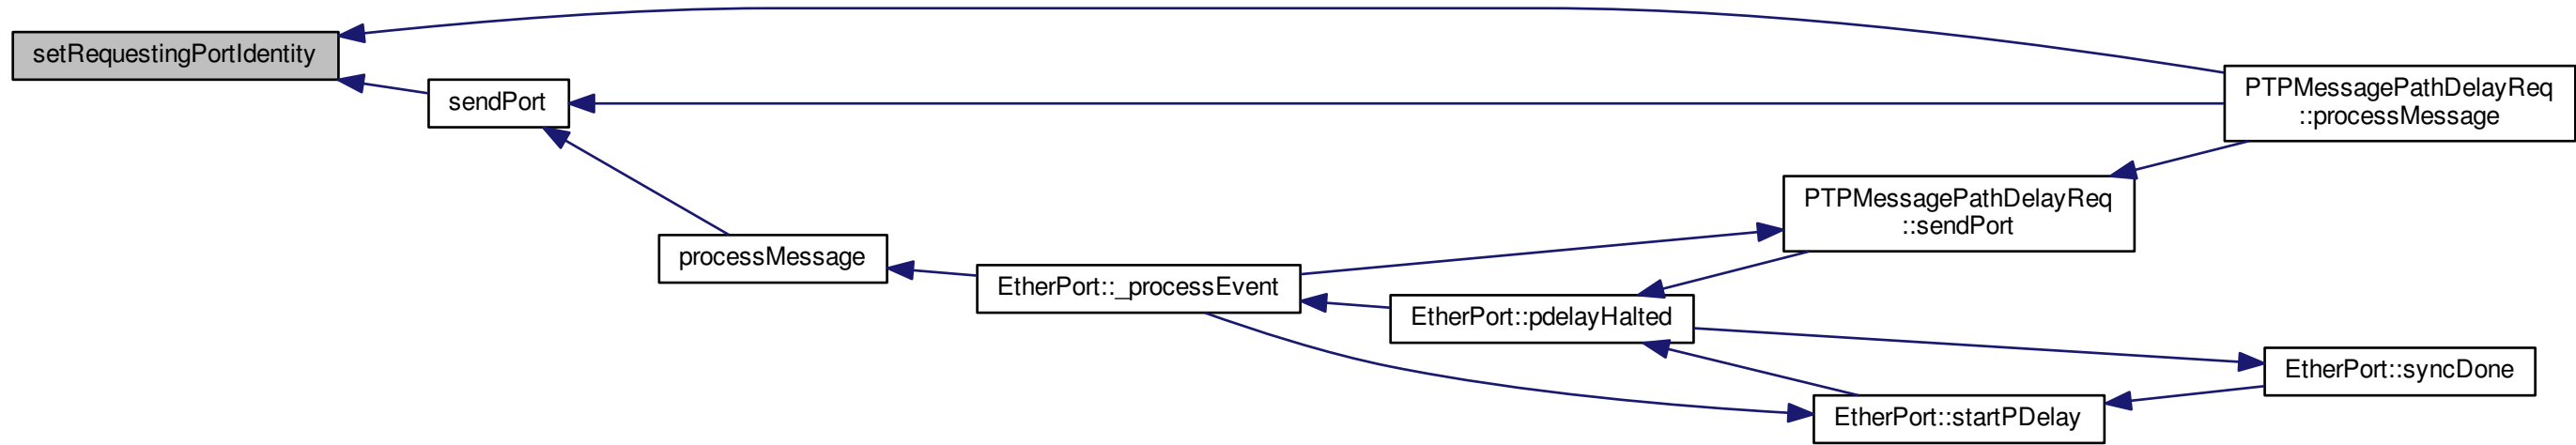 setRequestingPortIdentity
sendPort
processMessage
EtherPort::_processEvent
EtherPort::pdelayHalted
PTPMessagePathDelayReq
::sendPort
EtherPort::startPDelay
PTPMessagePathDelayReq
::processMessage
EtherPort::syncDone